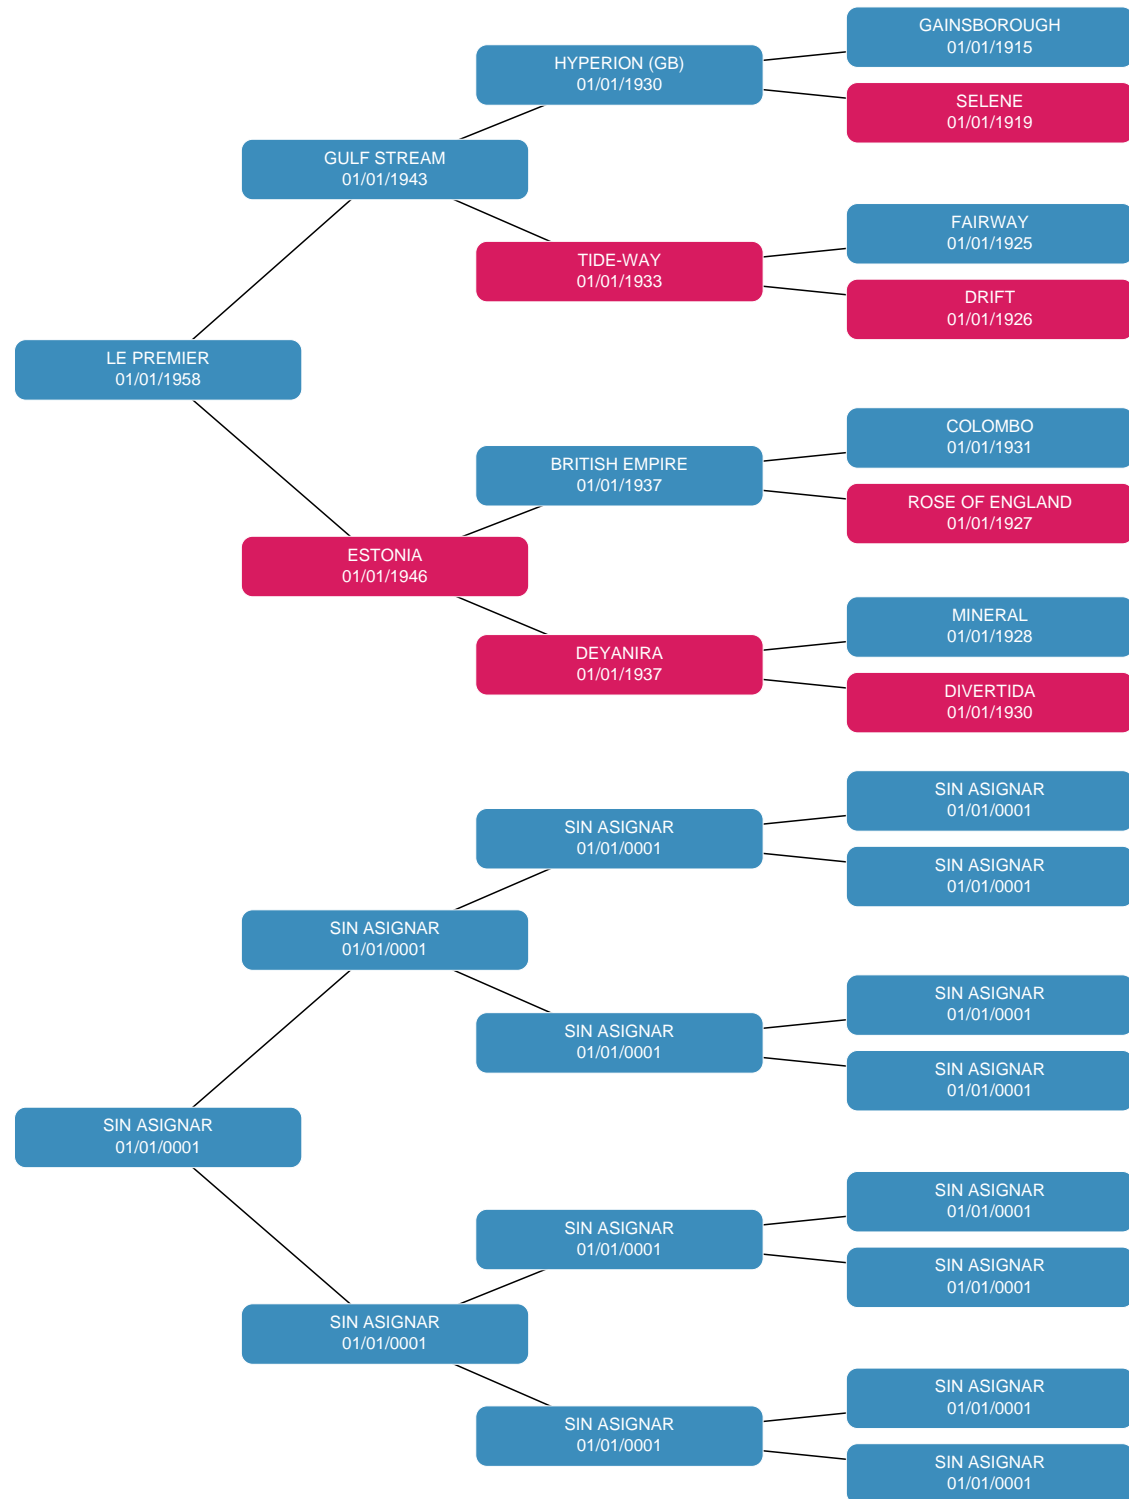 GAINSBOROUGH
01/01/1915
HYPERION (GB)
01/01/1930
SELENE
01/01/1919
GULF STREAM
01/01/1943
FAIRWAY
01/01/1925
TIDE-WAY
01/01/1933
DRIFT
01/01/1926
LE PREMIER
01/01/1958
COLOMBO
01/01/1931
BRITISH EMPIRE
01/01/1937
ROSE OF ENGLAND
01/01/1927
ESTONIA
01/01/1946
MINERAL
01/01/1928
DEYANIRA
01/01/1937
DIVERTIDA
01/01/1930
SIN ASIGNAR
01/01/0001
SIN ASIGNAR
01/01/0001
SIN ASIGNAR
01/01/0001
SIN ASIGNAR
01/01/0001
SIN ASIGNAR
01/01/0001
SIN ASIGNAR
01/01/0001
SIN ASIGNAR
01/01/0001
SIN ASIGNAR
01/01/0001
SIN ASIGNAR
01/01/0001
SIN ASIGNAR
01/01/0001
SIN ASIGNAR
01/01/0001
SIN ASIGNAR
01/01/0001
SIN ASIGNAR
01/01/0001
SIN ASIGNAR
01/01/0001
SIN ASIGNAR
01/01/0001